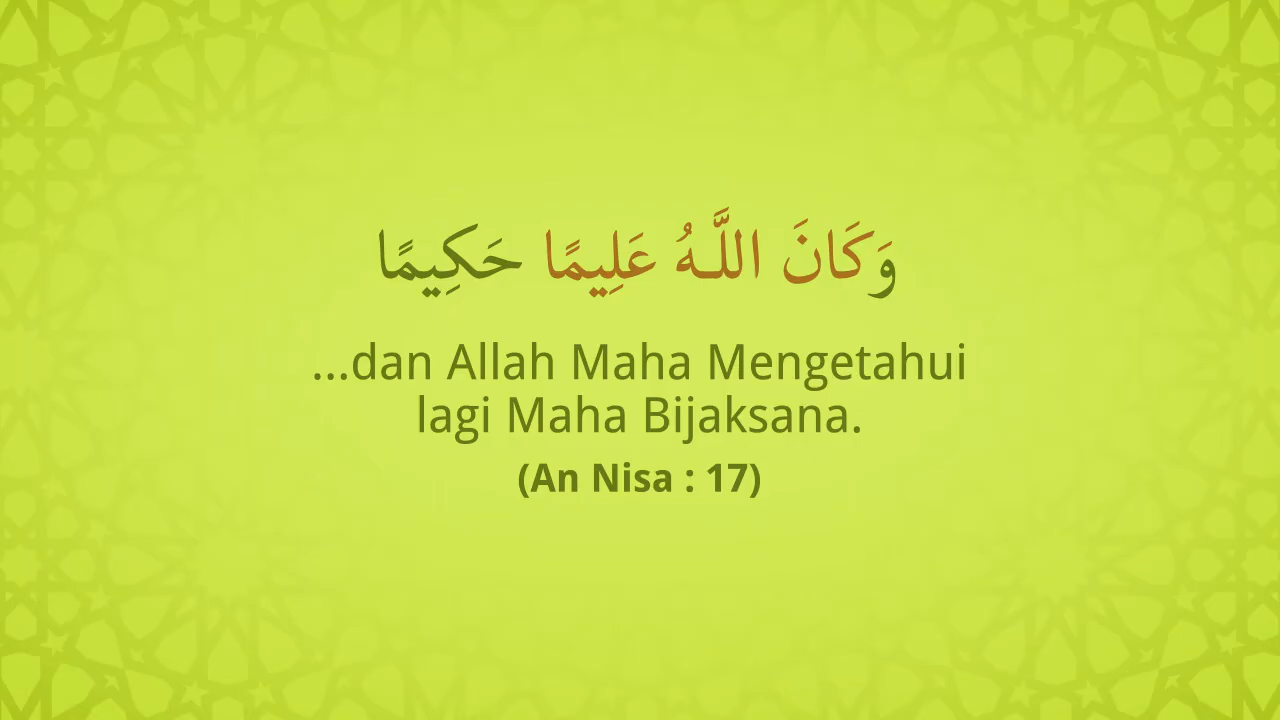 وَكَانَ اللَّـهُ عَلِيمًا حَكِيمًا
...dan Allah Maha Mengetahui
lagi Maha Bijaksana.
(An Nisa : 17)